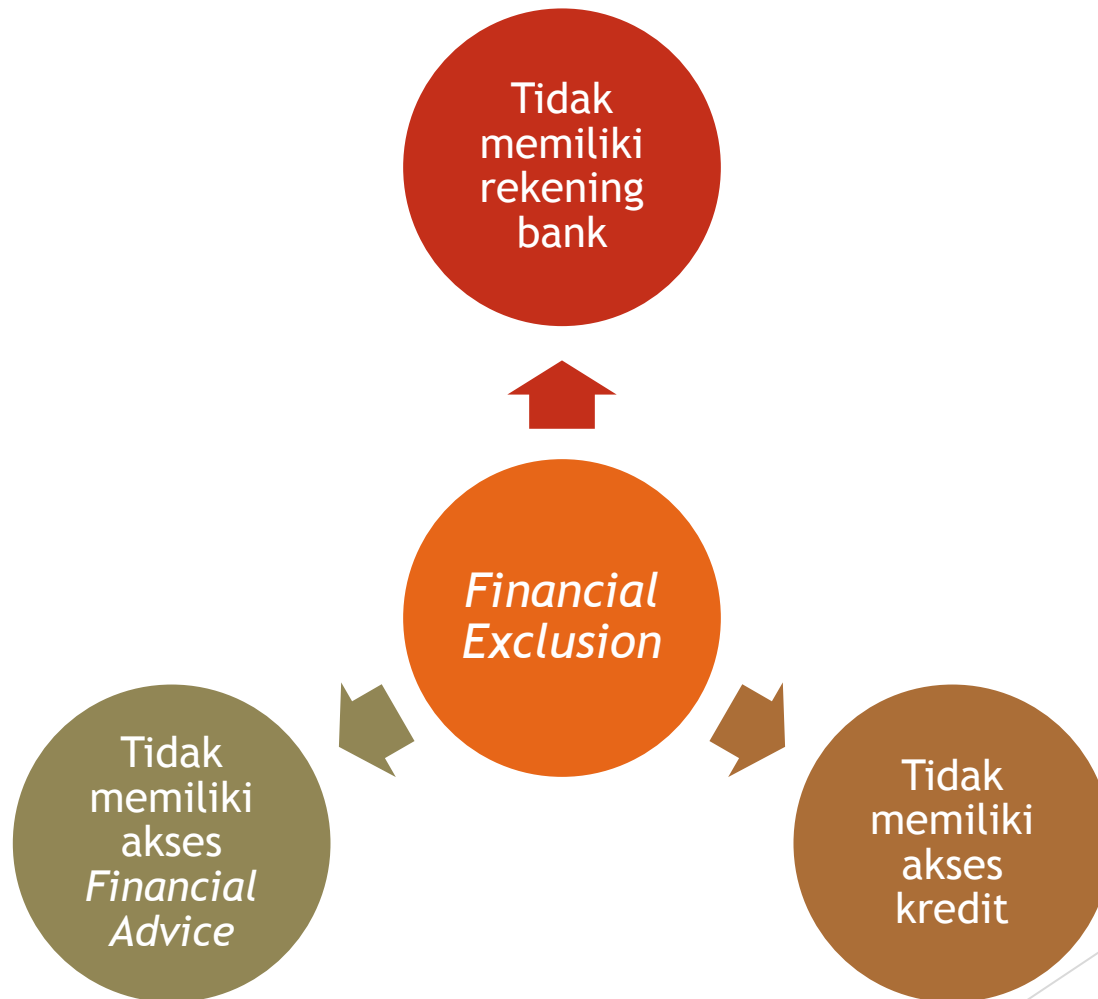 Tidak
memiliki
rekening
bank
Financial
Exclusion
Tidak
memiliki
akses
Financial
Advice
Tidak
memiliki
akses
kredit